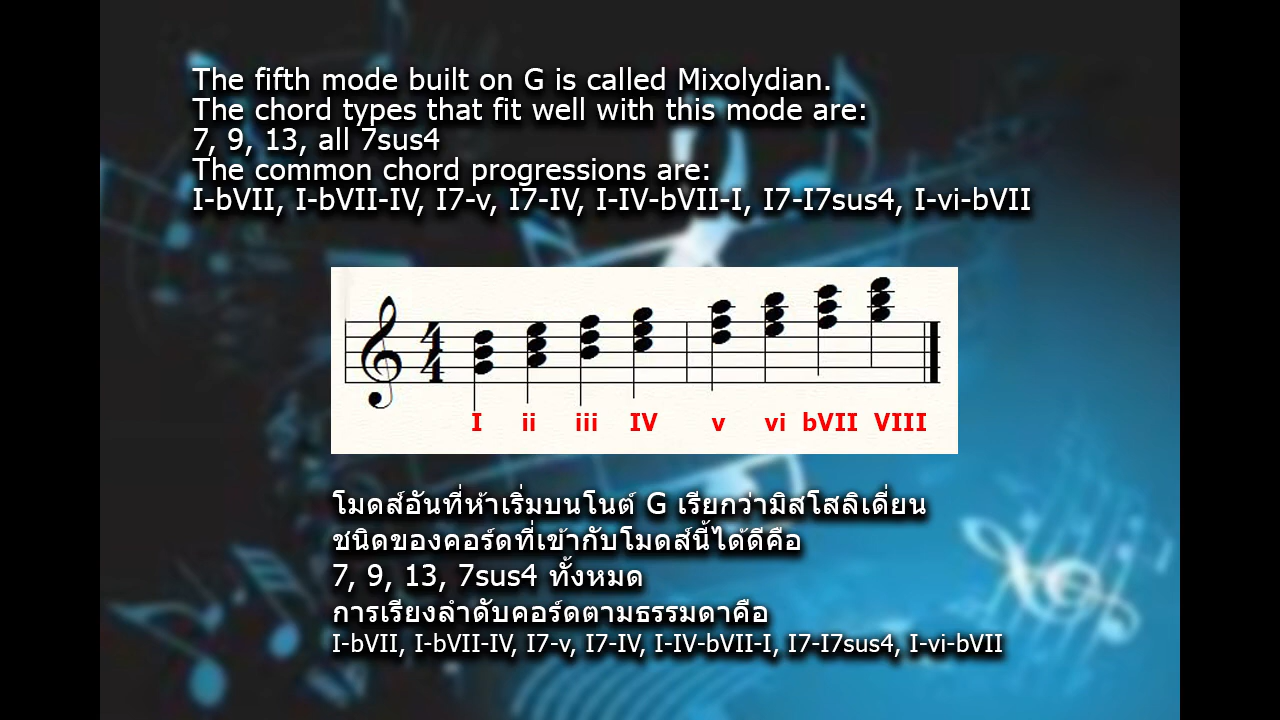 The fifth mode built on G is called Mixolydian.
The chord types that fit well with this mode are:
7, 9, 13, all 7sus4
The common chord progressions are:
I-bVII, I-bVII-IV, I7-v, I7-IV, I-IV-bVII-I, I7-I7sus4, I-vi-bVII
4
4
I ii iii IV v vi bVII VIII
โมดส์อันที่ห้าเริ่มบนโนต์ G เรียกว่ามิสโสลิเดี่ยน
ชนิดของคอร์ดที่เข้ากับโมดส์นี้ได้ดีคือ
7, 9, 13, 7sus4 ทั้งหมด
การเรียงลำดับคอร์ดตามธรรมดาคือ
I-bVII, I-bVII-IV, I7-v, I7-IV, I-IV-bVII-I, I7-I7sus4, I-vi-bVII